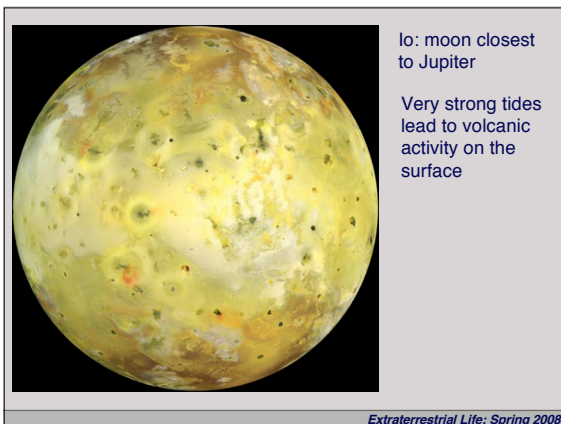 Io: moon closest
to Jupiter
Very strong tides
lead to volcanic
activity on the
surface
Extraterrestrial Life: Spring 2008